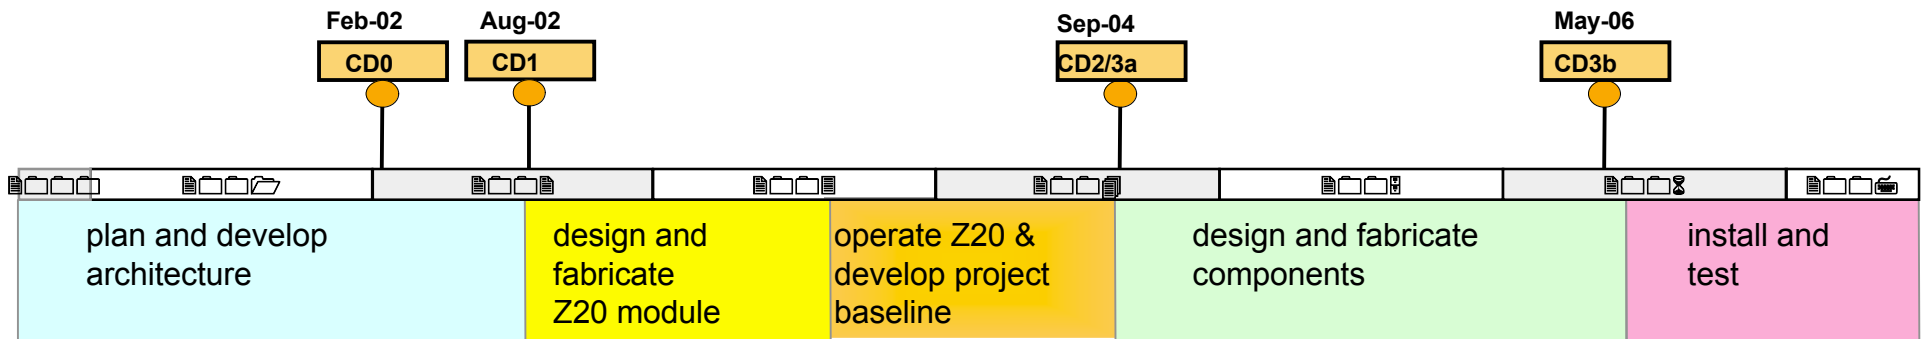 Feb-02
Aug-02
Sep-04
May-06
CD0
CD1
CD2/3a
CD3b
plan and develop
architecture
design and
fabricate
Z20 module
operate Z20 &
develop project
baseline
design and fabricate
components
install and
test